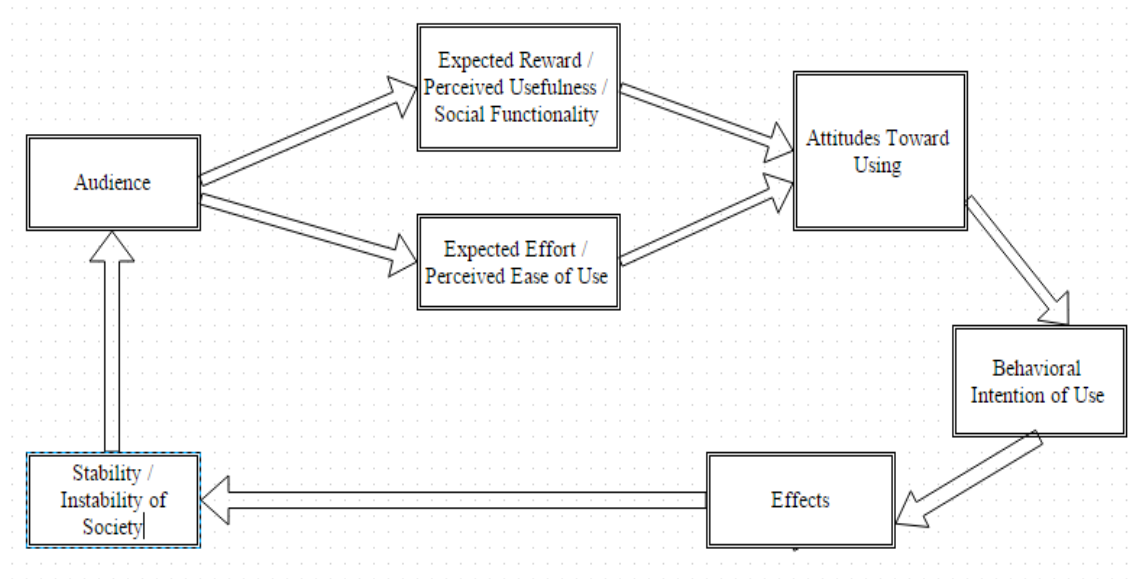 Expected Reward /
Perceived Usefulness /
Social Functionality
Attitudes Toward
Using
Audience
Expected Effort /
Perceived Ease of Use
Behavioral
Intention of Use
Stability /
Instability of
Society
Effects